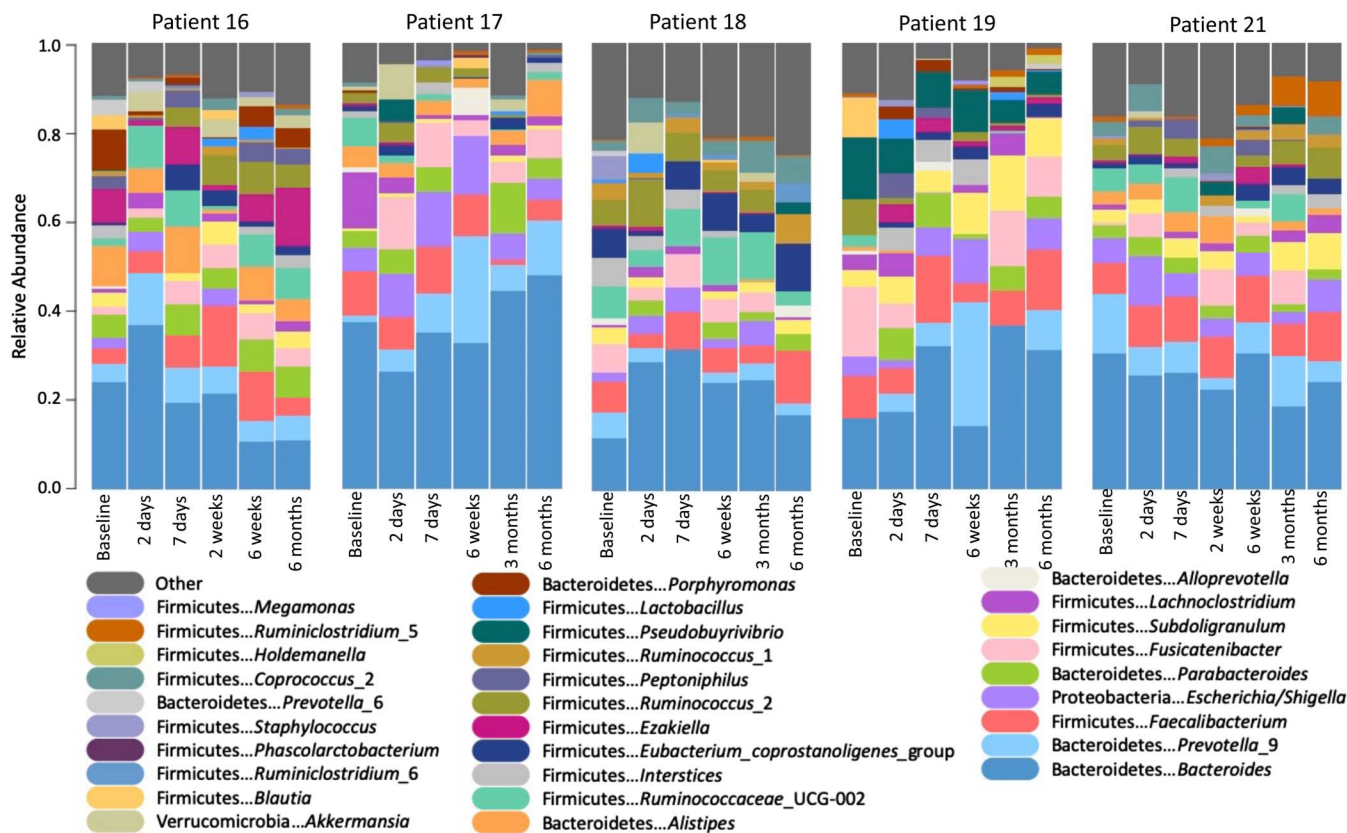 Patient 16 Patient 17 Patient 18 Patient 19 Patient 21
Relative Abundance
1.0
0.8
0.6
0.4
0.2
0.0
Baseline 2 days 7 days 2 weeks 6 weeks 6 months
Baseline 2 days 7 days 6 weeks 3 months 6 months
Baseline 2 days 7 days 6 weeks 3 months 6 months
Baseline 2 days 7 days 6 weeks 3 months 6 months
Baseline 2 days 7 days 2 weeks 6 weeks 3 months 6 months
Other
Firmicutes...Megamonas
Firmicutes...Ruminiclostridium_5
Firmicutes...Holdemanella
Firmicutes...Coprococcus_2
Bacteroidetes...Prevotella_6
Firmicutes...Staphylococcus
Firmicutes...Phascolarctobacterium
Firmicutes...Ruminiclostridium_6
Firmicutes...Blautia
Verrucomicrobia...Akkermansia
Bacteroidetes...Porphyromonas
Firmicutes...Lactobacillus
Firmicutes...Pseudobuyrivibrio
Firmicutes...Ruminococcus_1
Firmicutes...Peptoniphilus
Firmicutes...Ruminococcus_2
Firmicutes...Ezakiella
Firmicutes...Eubacterium_coprostanoligenes_group
Firmicutes...Interstices
Firmicutes...Ruminococcaceae_UCG-002
Bacteroidetes...Alistipes
Bacteroidetes...Alloprevotella
Firmicutes...Lachnoclostridium
Firmicutes...Subdoligranulum
Firmicutes...Fusicatenibacter
Bacteroidetes...Parabacteroides
Proteobacteria...Escherichia/Shigella
Firmicutes...Faecalibacterium
Bacteroidetes...Prevotella_9
Bacteroidetes...Bacteroides